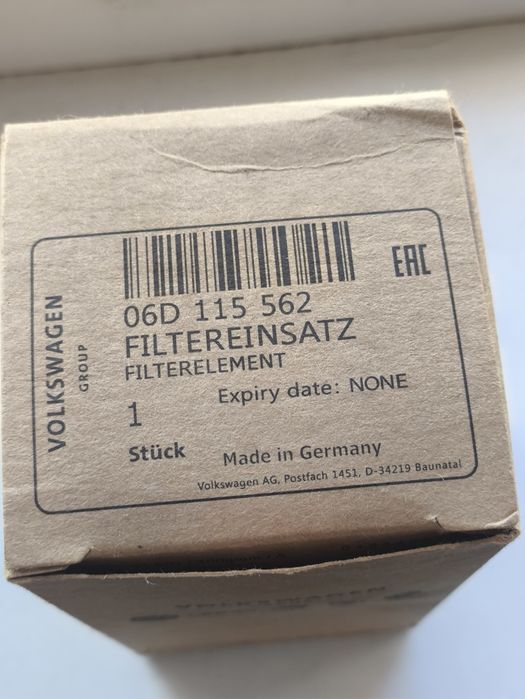 VOLKSWAGEN
GROUP
EAC
06D 115 562
FILTEREINSATZ
FILTERELEMENT
Expiry date: NONE
1
Stück
Made in Germany
Volkswagen AG, Postfach 1451, D-34219 Baunatal
VOLKSWAGEN